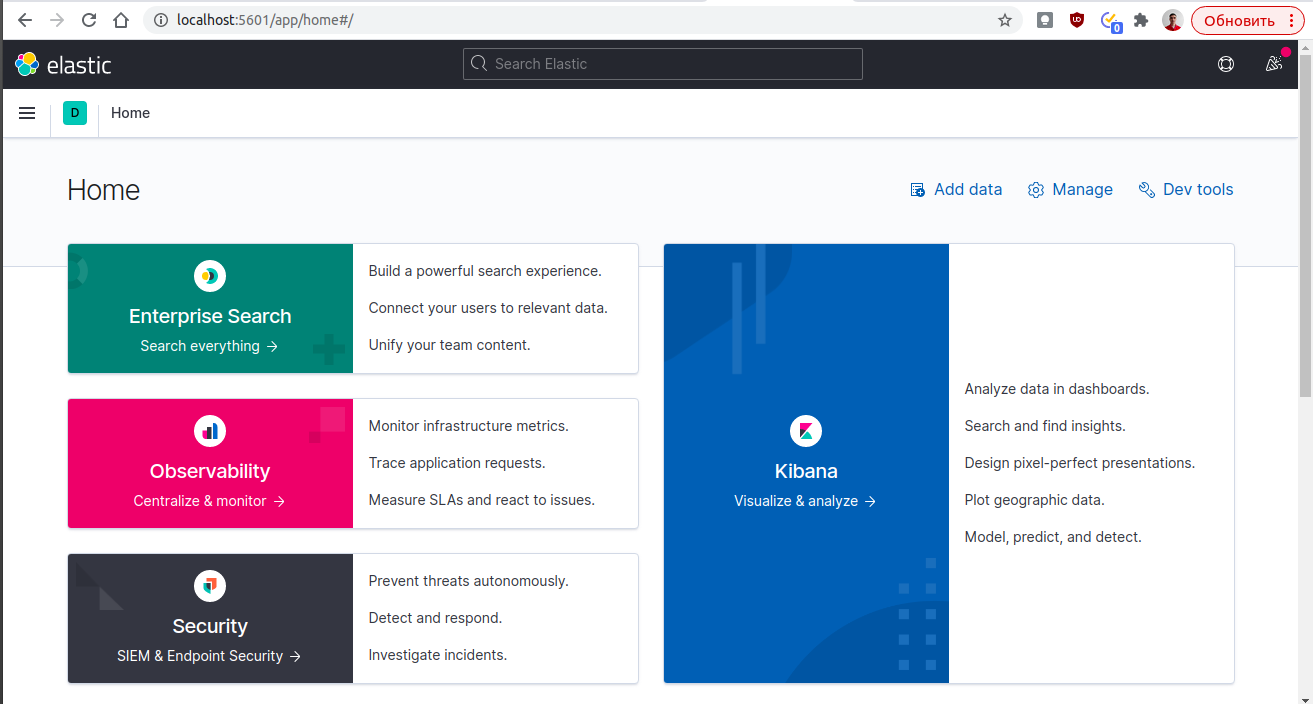 localhost:5601/app/home#/
0
Обновить
elastic
Search Elastic
D
Home
Home
Add data
Manage
Dev tools
Enterprise Search
Search everything →
Build a powerful search experience.
Connect your users to relevant data.
Unify your team content.
Observability
Centralize & monitor →
Monitor infrastructure metrics.
Trace application requests.
Measure SLAs and react to issues.
Security
SIEM & Endpoint Security →
Prevent threats autonomously.
Detect and respond.
Investigate incidents.
Kibana
Visualize & analyze →
Analyze data in dashboards.
Search and find insights.
Design pixel-perfect presentations.
Plot geographic data.
Model, predict, and detect.